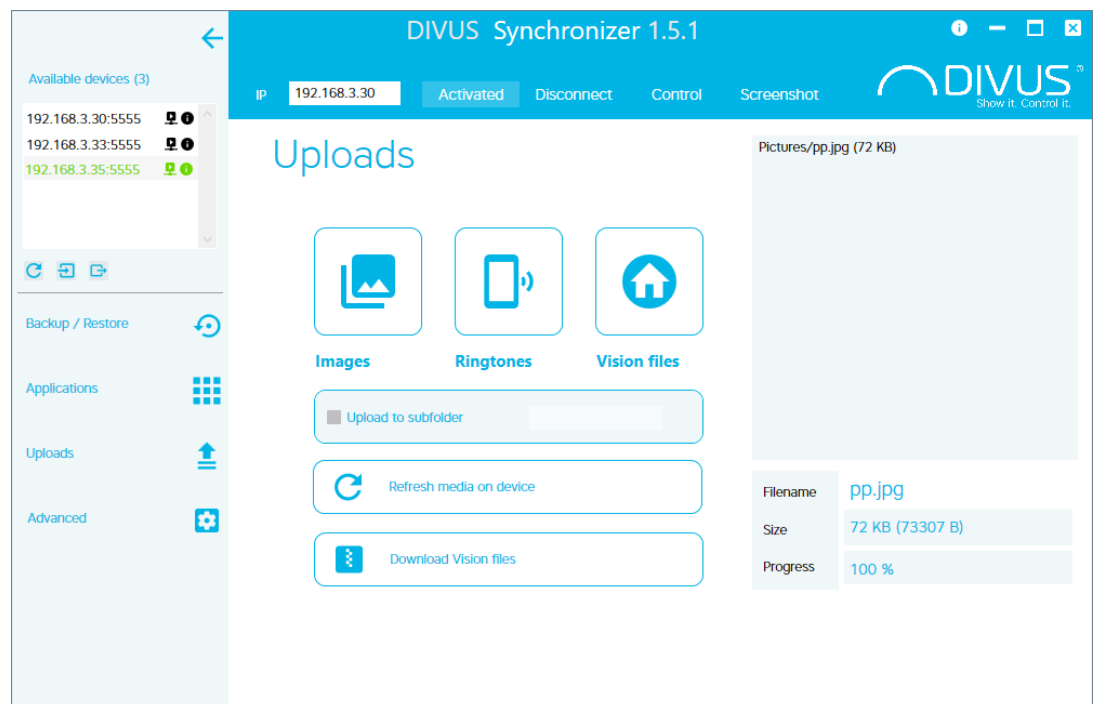 DIVUS Synchronizer 1.5.1
Available devices (3)
192.168.3.30:5555
192.168.3.33:5555
192.168.3.35:5555
Backup / Restore
Applications
Uploads
Advanced
IP 192.168.3.30 Activated Disconnect Control Screenshot
DIVUS®
Show it. Control it.
Uploads
Images Ringtones Vision files
Upload to subfolder
Refresh media on device
Download Vision files
Pictures/pp.jpg (72 KB)
Filename pp.jpg
Size 72 KB (73307 B)
Progress 100 %